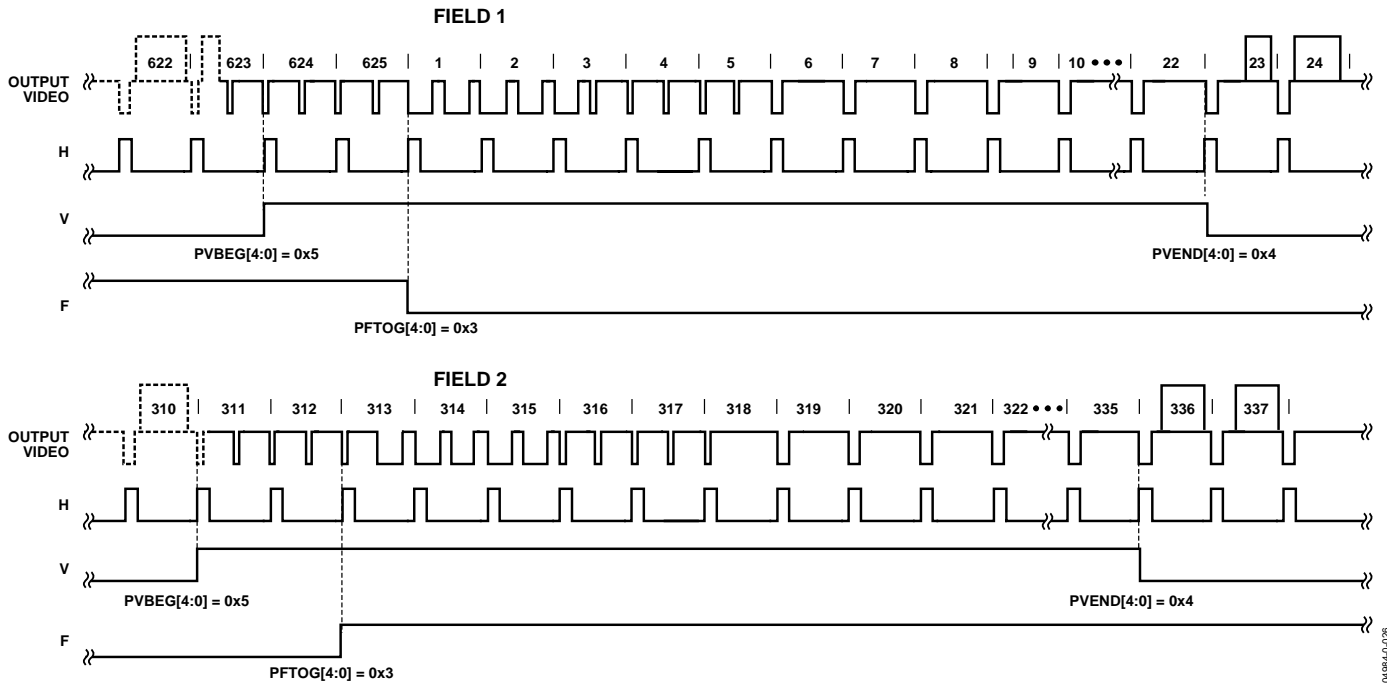 FIELD 1
622 623 624 625 1 2 3 4 5 6 7 8 9 10 ••• 22 23 24
OUTPUT
VIDEO
H
V
PVBEG[4:0] = 0x5 PVEND[4:0] = 0x4
F
PFTOG[4:0] = 0x3
FIELD 2
310 311 312 313 314 315 316 317 318 319 320 321 322 ••• 335 336 337
OUTPUT
VIDEO
H
V
PVBEG[4:0] = 0x5 PVEND[4:0] = 0x4
F
PFTOG[4:0] = 0x3
04984-0-026